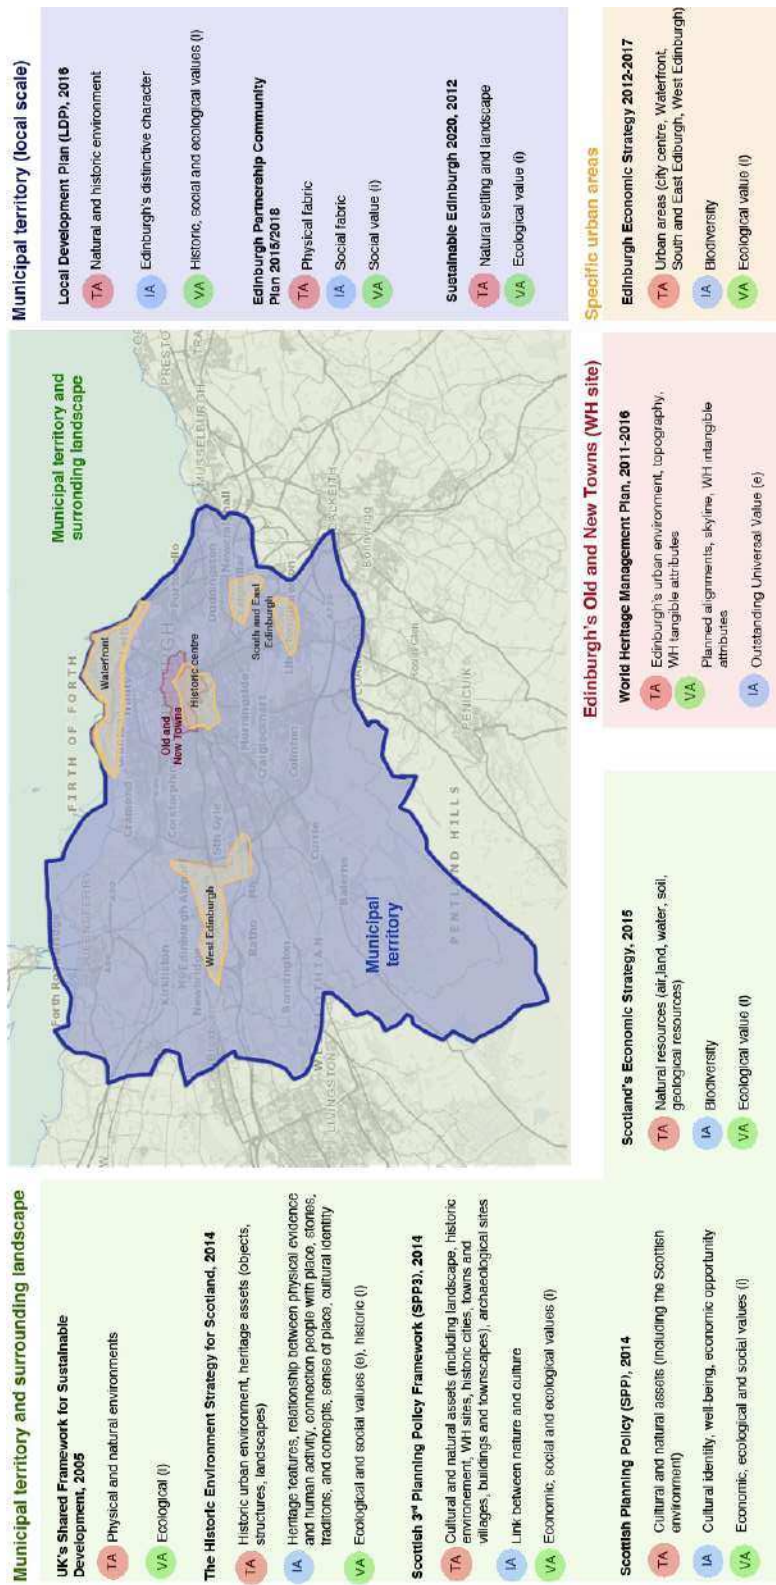 Municipal territory and surrounding landscape
UK's Shared Framework for Sustainable
Development, 2005
TA Physical and natural environments
VA Ecological (i)
The Historic Environment Strategy for Scotland, 2014
TA Historic urban environment, heritage assets (objects,
structures, landscapes)
IA Heritage features, relationship between physical evidence
and human activity, connection people with place, stories,
traditions, and concepts, sense of place, cultural identity
VA Ecological and social values (e), historic (i)
Scottish 3rd Planning Policy Framework (SPP3), 2014
TA Cultural and natural assets (including landscape, historic
environement, WH sites, historic cities, towns and
villages, buildings and townscapes), archaeological sites
IA Link between nature and culture
VA Economic, social and ecological values (i)
Scottish Planning Policy (SPP), 2014
TA Cultural and natural assets (including the Scottish
environment)
IA Cultural identity, well-being, economic opportunity
VA Economic, ecological and social values (i)
Scotland's Economic Strategy, 2015
TA Natural resources (air,land, water, soil,
geological resources)
IA Biodiversity
VA Ecological value (i)
Municipal territory and
surronding landscape
FIRTH OF FORTH
Waterfront
Old and
New Towns
Historic centre
South and East
Edinburgh
West Edinburgh
Municipal
territory
PENTLAND HILLS
LIVINGSTON
PENICUIK
MUSSELBURGH
Bonnyrigg
Kirkliston
Ratho
Currie
Balerno
Colinton
Morningside
Cramond
Edinburgh's Old and New Towns (WH site)
World Heritage Management Plan, 2011-2016
TA Edinburgh's urban environment, topography,
WH tangible attributes
VA Planned alignments, skyline, WH intangible
attributes
IA Outstanding Universal Value (e)
Municipal territory (local scale)
Local Development Plan (LDP), 2016
TA Natural and historic environment
IA Edinburgh's distinctive character
VA Historic, social and ecological values (i)
Edinburgh Partnership Community
Plan 2015/2018
TA Physical fabric
IA Social fabric
VA Social value (i)
Sustainable Edinburgh 2020, 2012
TA Natural setting and landscape
VA Ecological value (i)
Specific urban areas
Edinburgh Economic Strategy 2012-2017
TA Urban areas (city centre, Waterfront,
South and East Ediburgh, West Edinburgh)
IA Biodiversity
VA Ecological value (i)